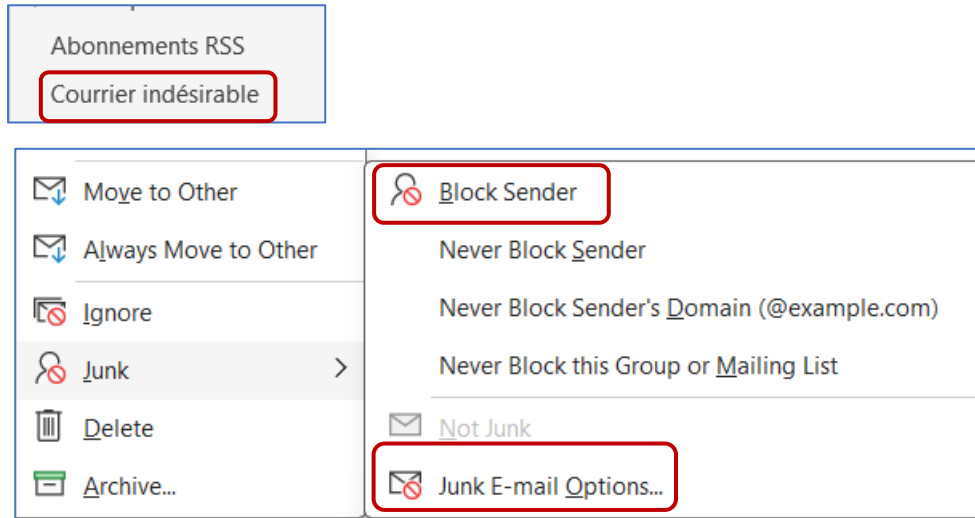 Abonnements RSS
Courrier indésirable
Move to Other
Always Move to Other
Ignore
Junk
Delete
Archive...
Block Sender
Never Block Sender
Never Block Sender's Domain (@example.com)
Never Block this Group or Mailing List
Not Junk
Junk E-mail Options...